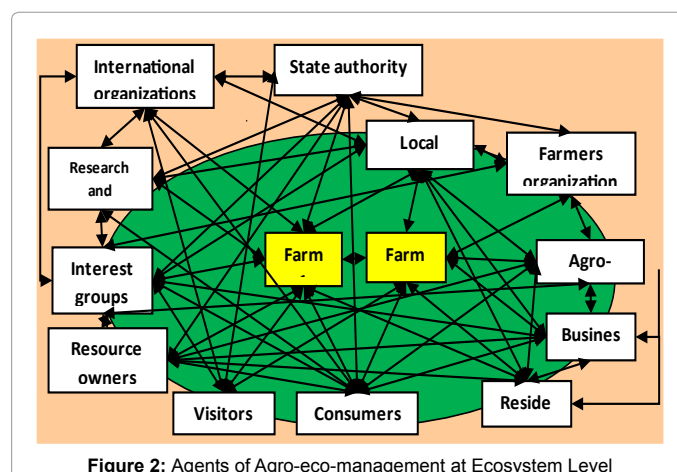 International
organizations
State authority
Local
Farmers
organization
Research
and
Farm
Farm
Agro-
Interest
groups
Busines
Resource
owners
Visitors
Consumers
Reside
Figure 2: Agents of Agro-eco-management at Ecosystem Level